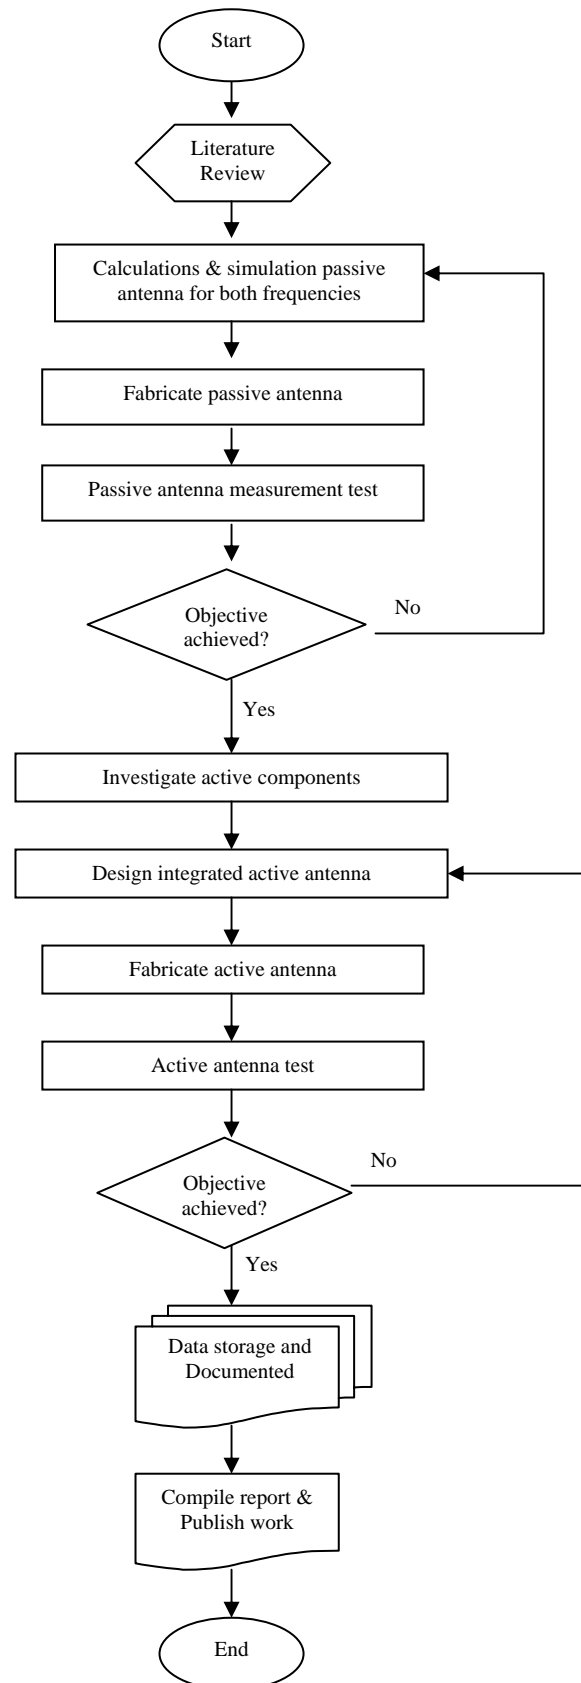 Start
Literature
Review
Calculations & simulation passive
antenna for both frequencies
Fabricate passive antenna
Passive antenna measurement test
Objective
achieved?
No
Yes
Investigate active components
Design integrated active antenna
Fabricate active antenna
Active antenna test
Objective
achieved?
No
Yes
Data storage and
Documented
Compile report &
Publish work
End